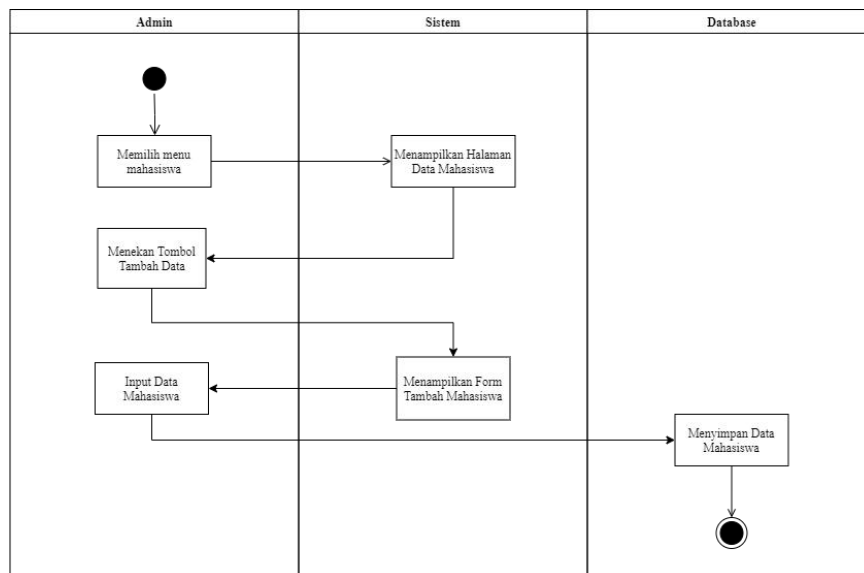 Admin
Sistem
Database
Memilih menu
mahasiswa
Menampilkan Halaman
Data Mahasiswa
Menekan Tombol
Tambah Data
Input Data
Mahasiswa
Menampilkan Form
Tambah Mahasiswa
Menyimpan Data
Mahasiswa